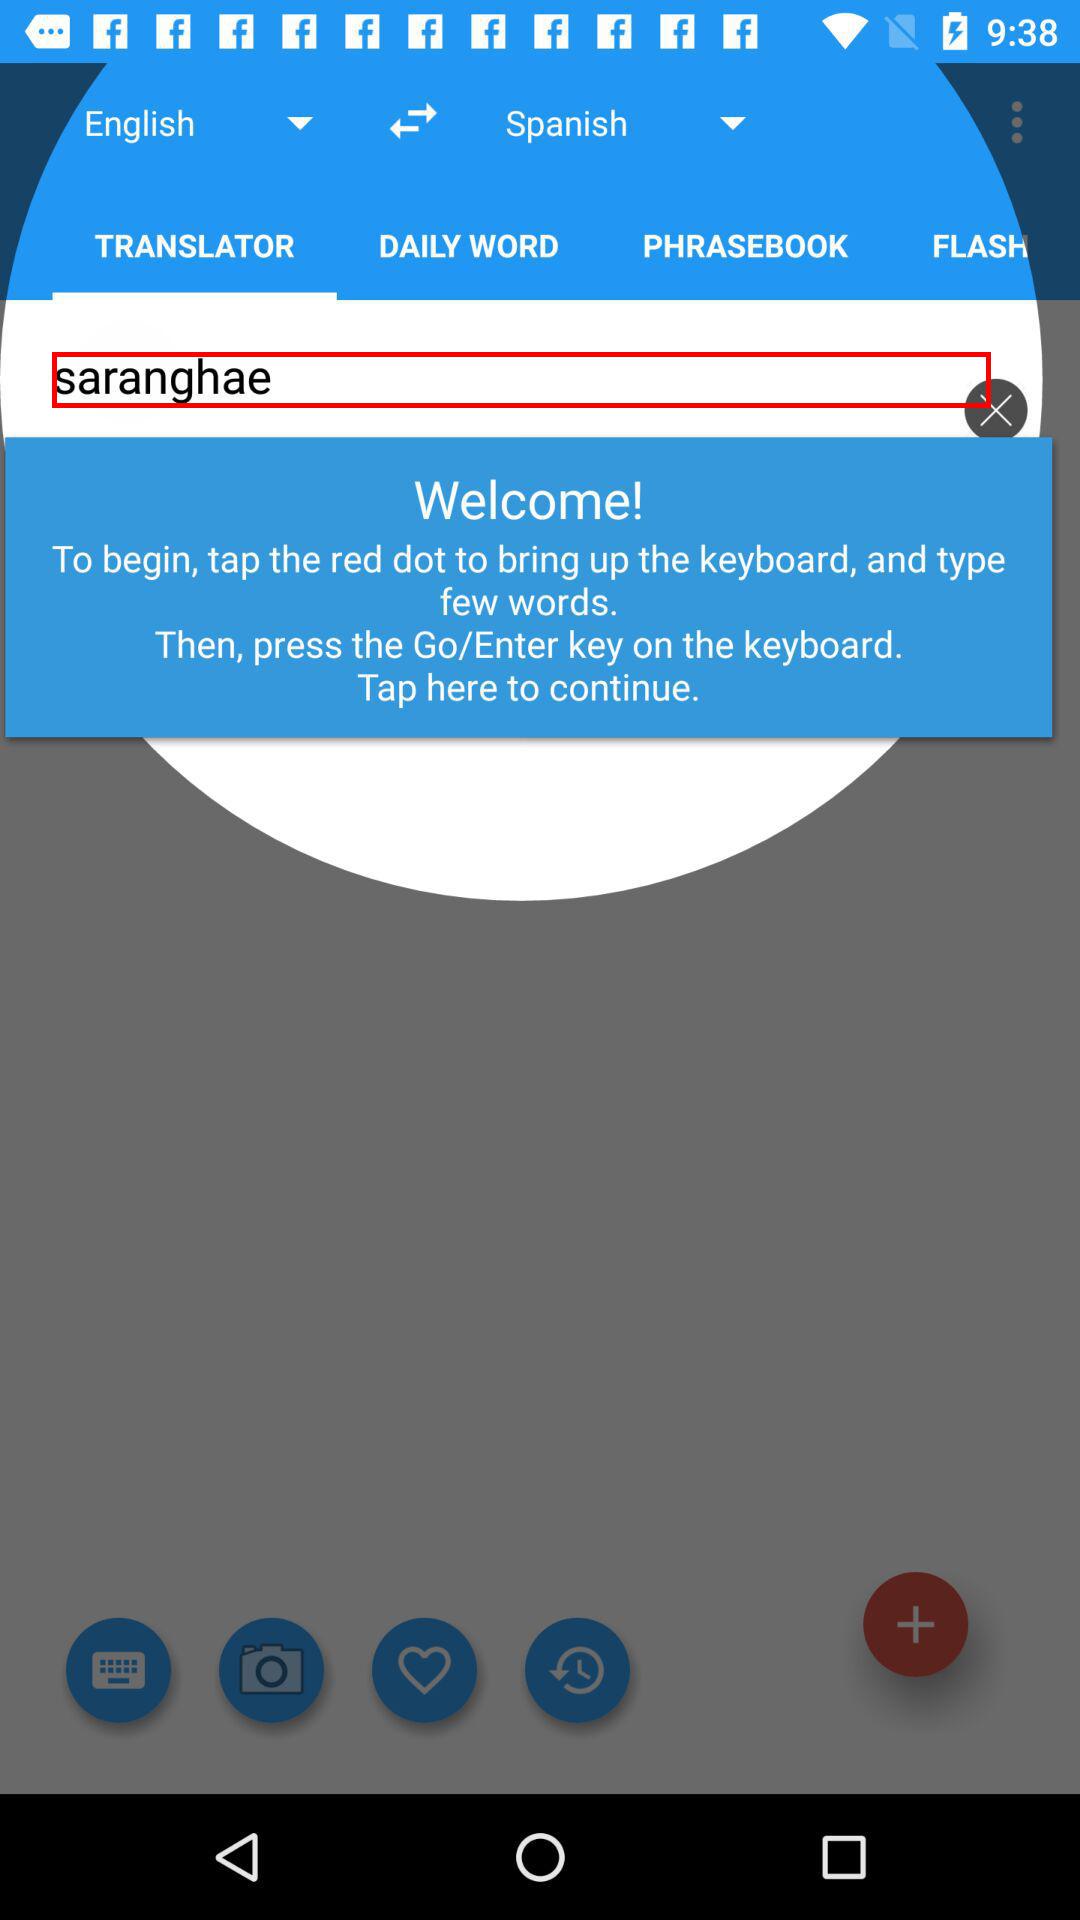 9:38
English Spanish
TRANSLATOR DAILY WORD PHRASEBOOK FLASH
saranghae
Welcome!
To begin, tap the red dot to bring up the keyboard, and type
few words.
Then, press the Go/Enter key on the keyboard.
Tap here to continue.